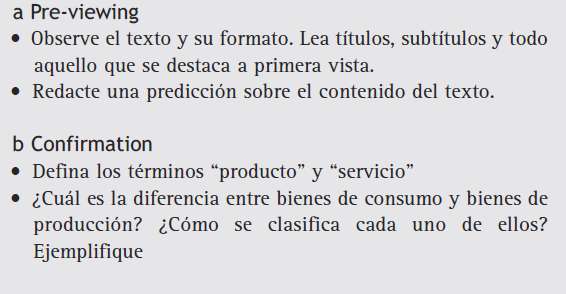 a Pre-viewing
• Observe el texto y su formato. Lea títulos, subtítulos y todo
aquello que se destaca a primera vista.
• Redacte una predicción sobre el contenido del texto.
b Confirmation
• Defina los términos “producto” y “servicio”
• ¿Cuál es la diferencia entre bienes de consumo y bienes de
producción? ¿Cómo se clasifica cada uno de ellos?
Ejemplifique